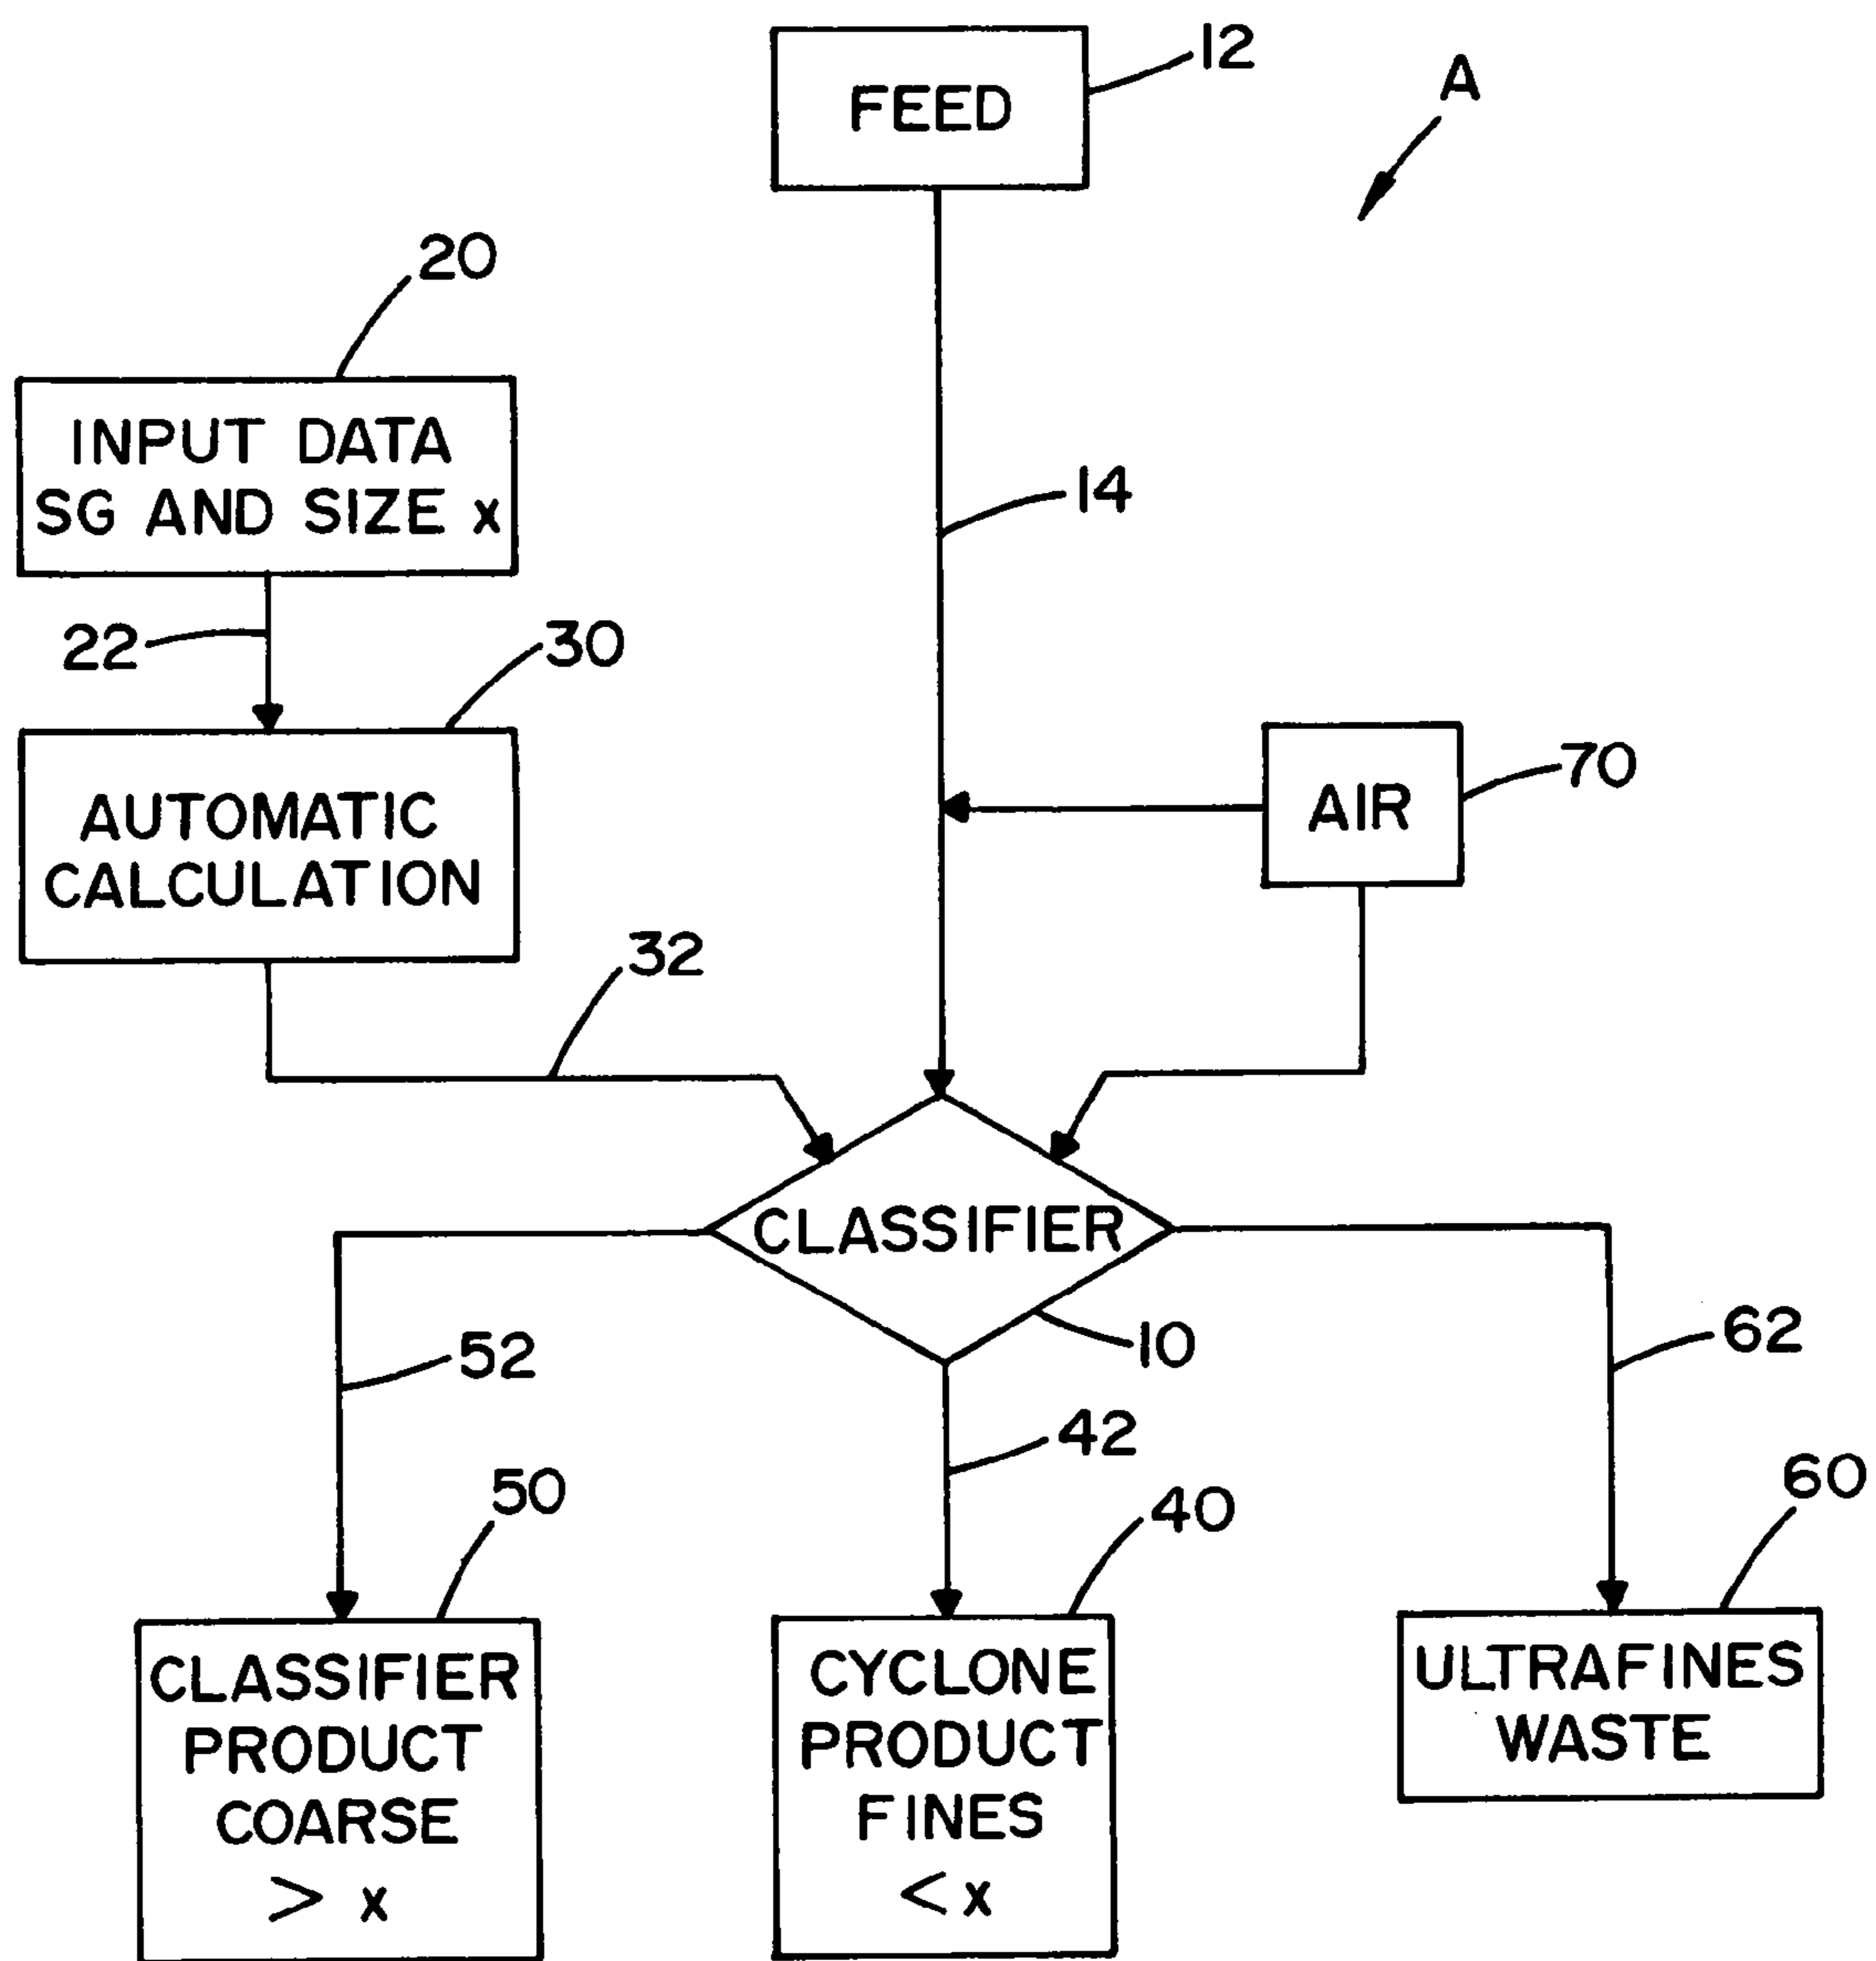 12
FEED
A
20
INPUT DATA
SG AND SIZE x
14
22
30
AUTOMATIC
CALCULATION
70
AIR
32
CLASSIFIER
10
52
62
42
50
40
60
CLASSIFIER
PRODUCT
COARSE
> x
CYCLONE
PRODUCT
FINES
< x
ULTRAFINES
WASTE